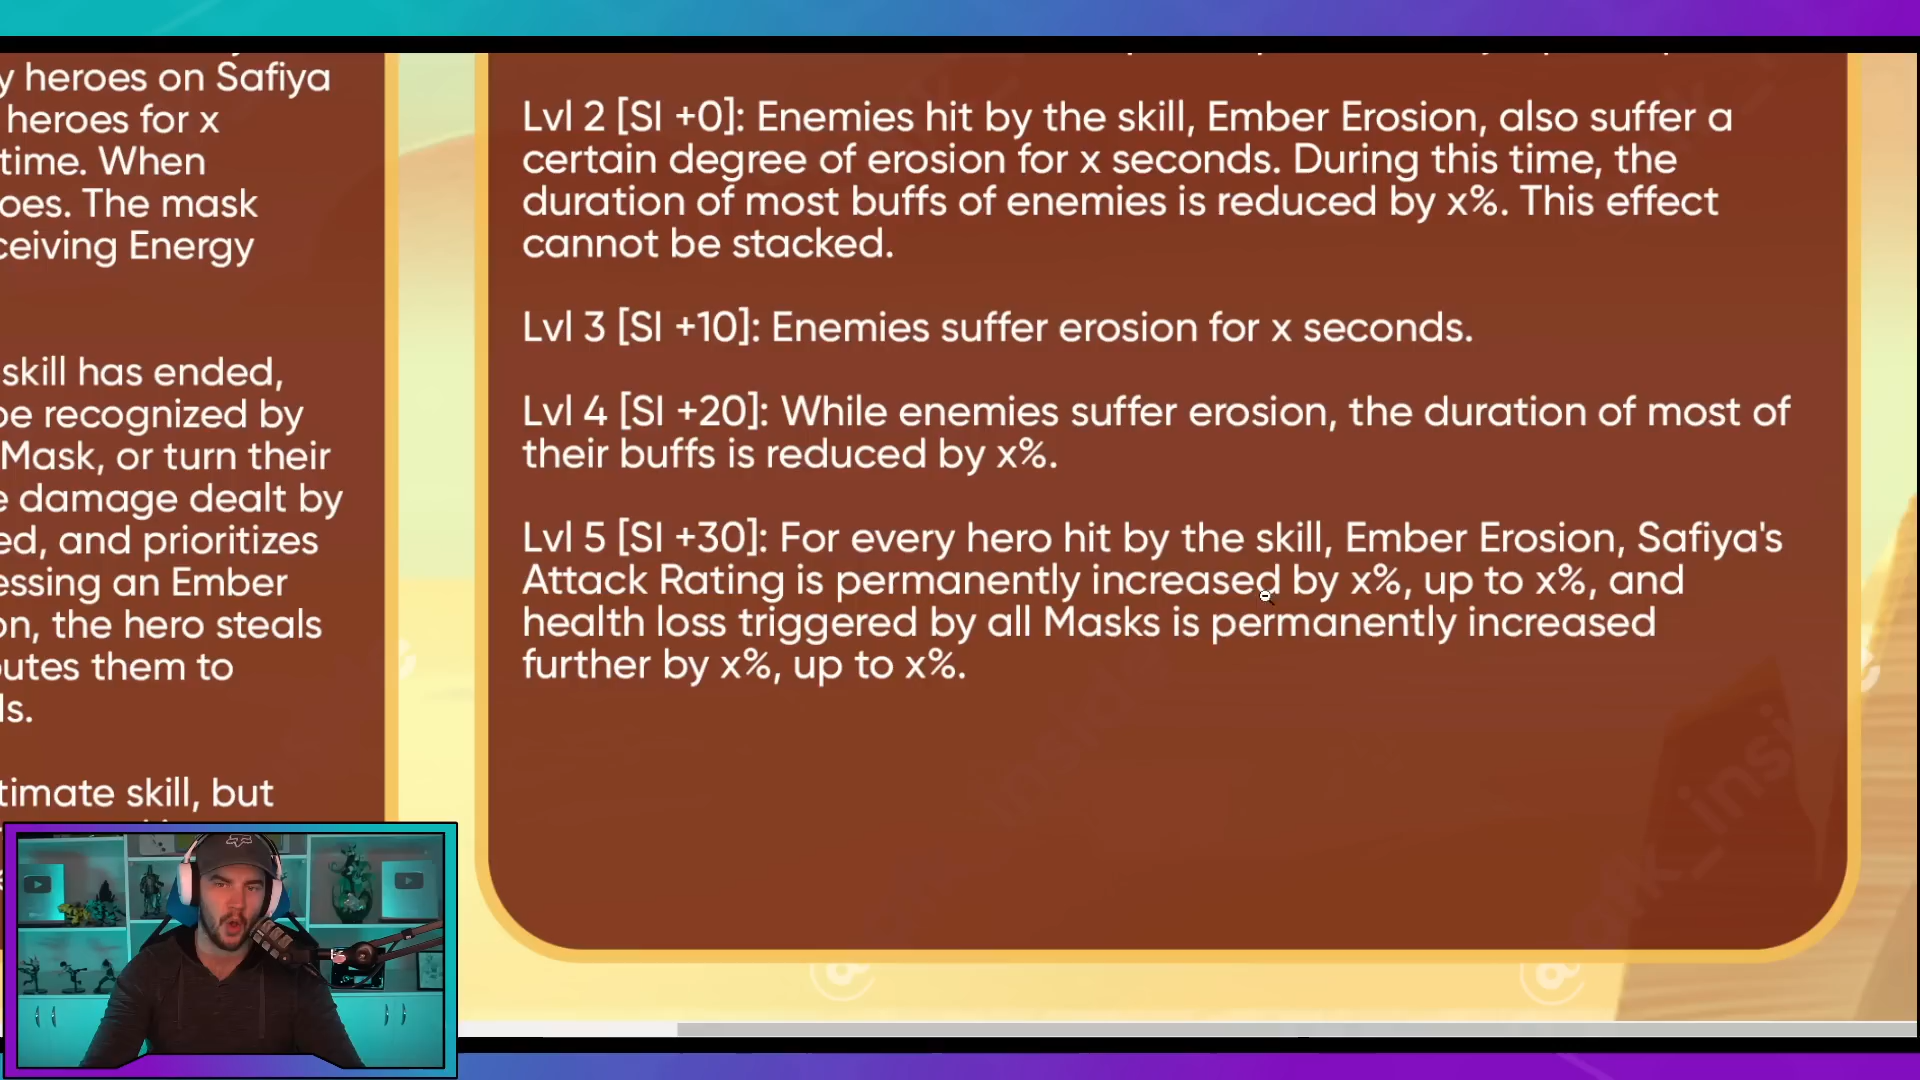 y heroes on Safiya
heroes for x
time. When
oes. The mask
ceiving Energy
skill has ended,
be recognized by
Mask, or turn their
e damage dealt by
ed, and prioritizes
essing an Ember
on, the hero steals
outes them to
ls.
timate skill, but
Lvl 2 [SI +0]: Enemies hit by the skill, Ember Erosion, also suffer a
certain degree of erosion for x seconds. During this time, the
duration of most buffs of enemies is reduced by x%. This effect
cannot be stacked.
Lvl 3 [SI +10]: Enemies suffer erosion for x seconds.
Lvl 4 [SI +20]: While enemies suffer erosion, the duration of most of
their buffs is reduced by x%.
Lvl 5 [SI +30]: For every hero hit by the skill, Ember Erosion, Safiya's
Attack Rating is permanently increased by x%, up to x%, and
health loss triggered by all Masks is permanently increased
further by x%, up to x%.